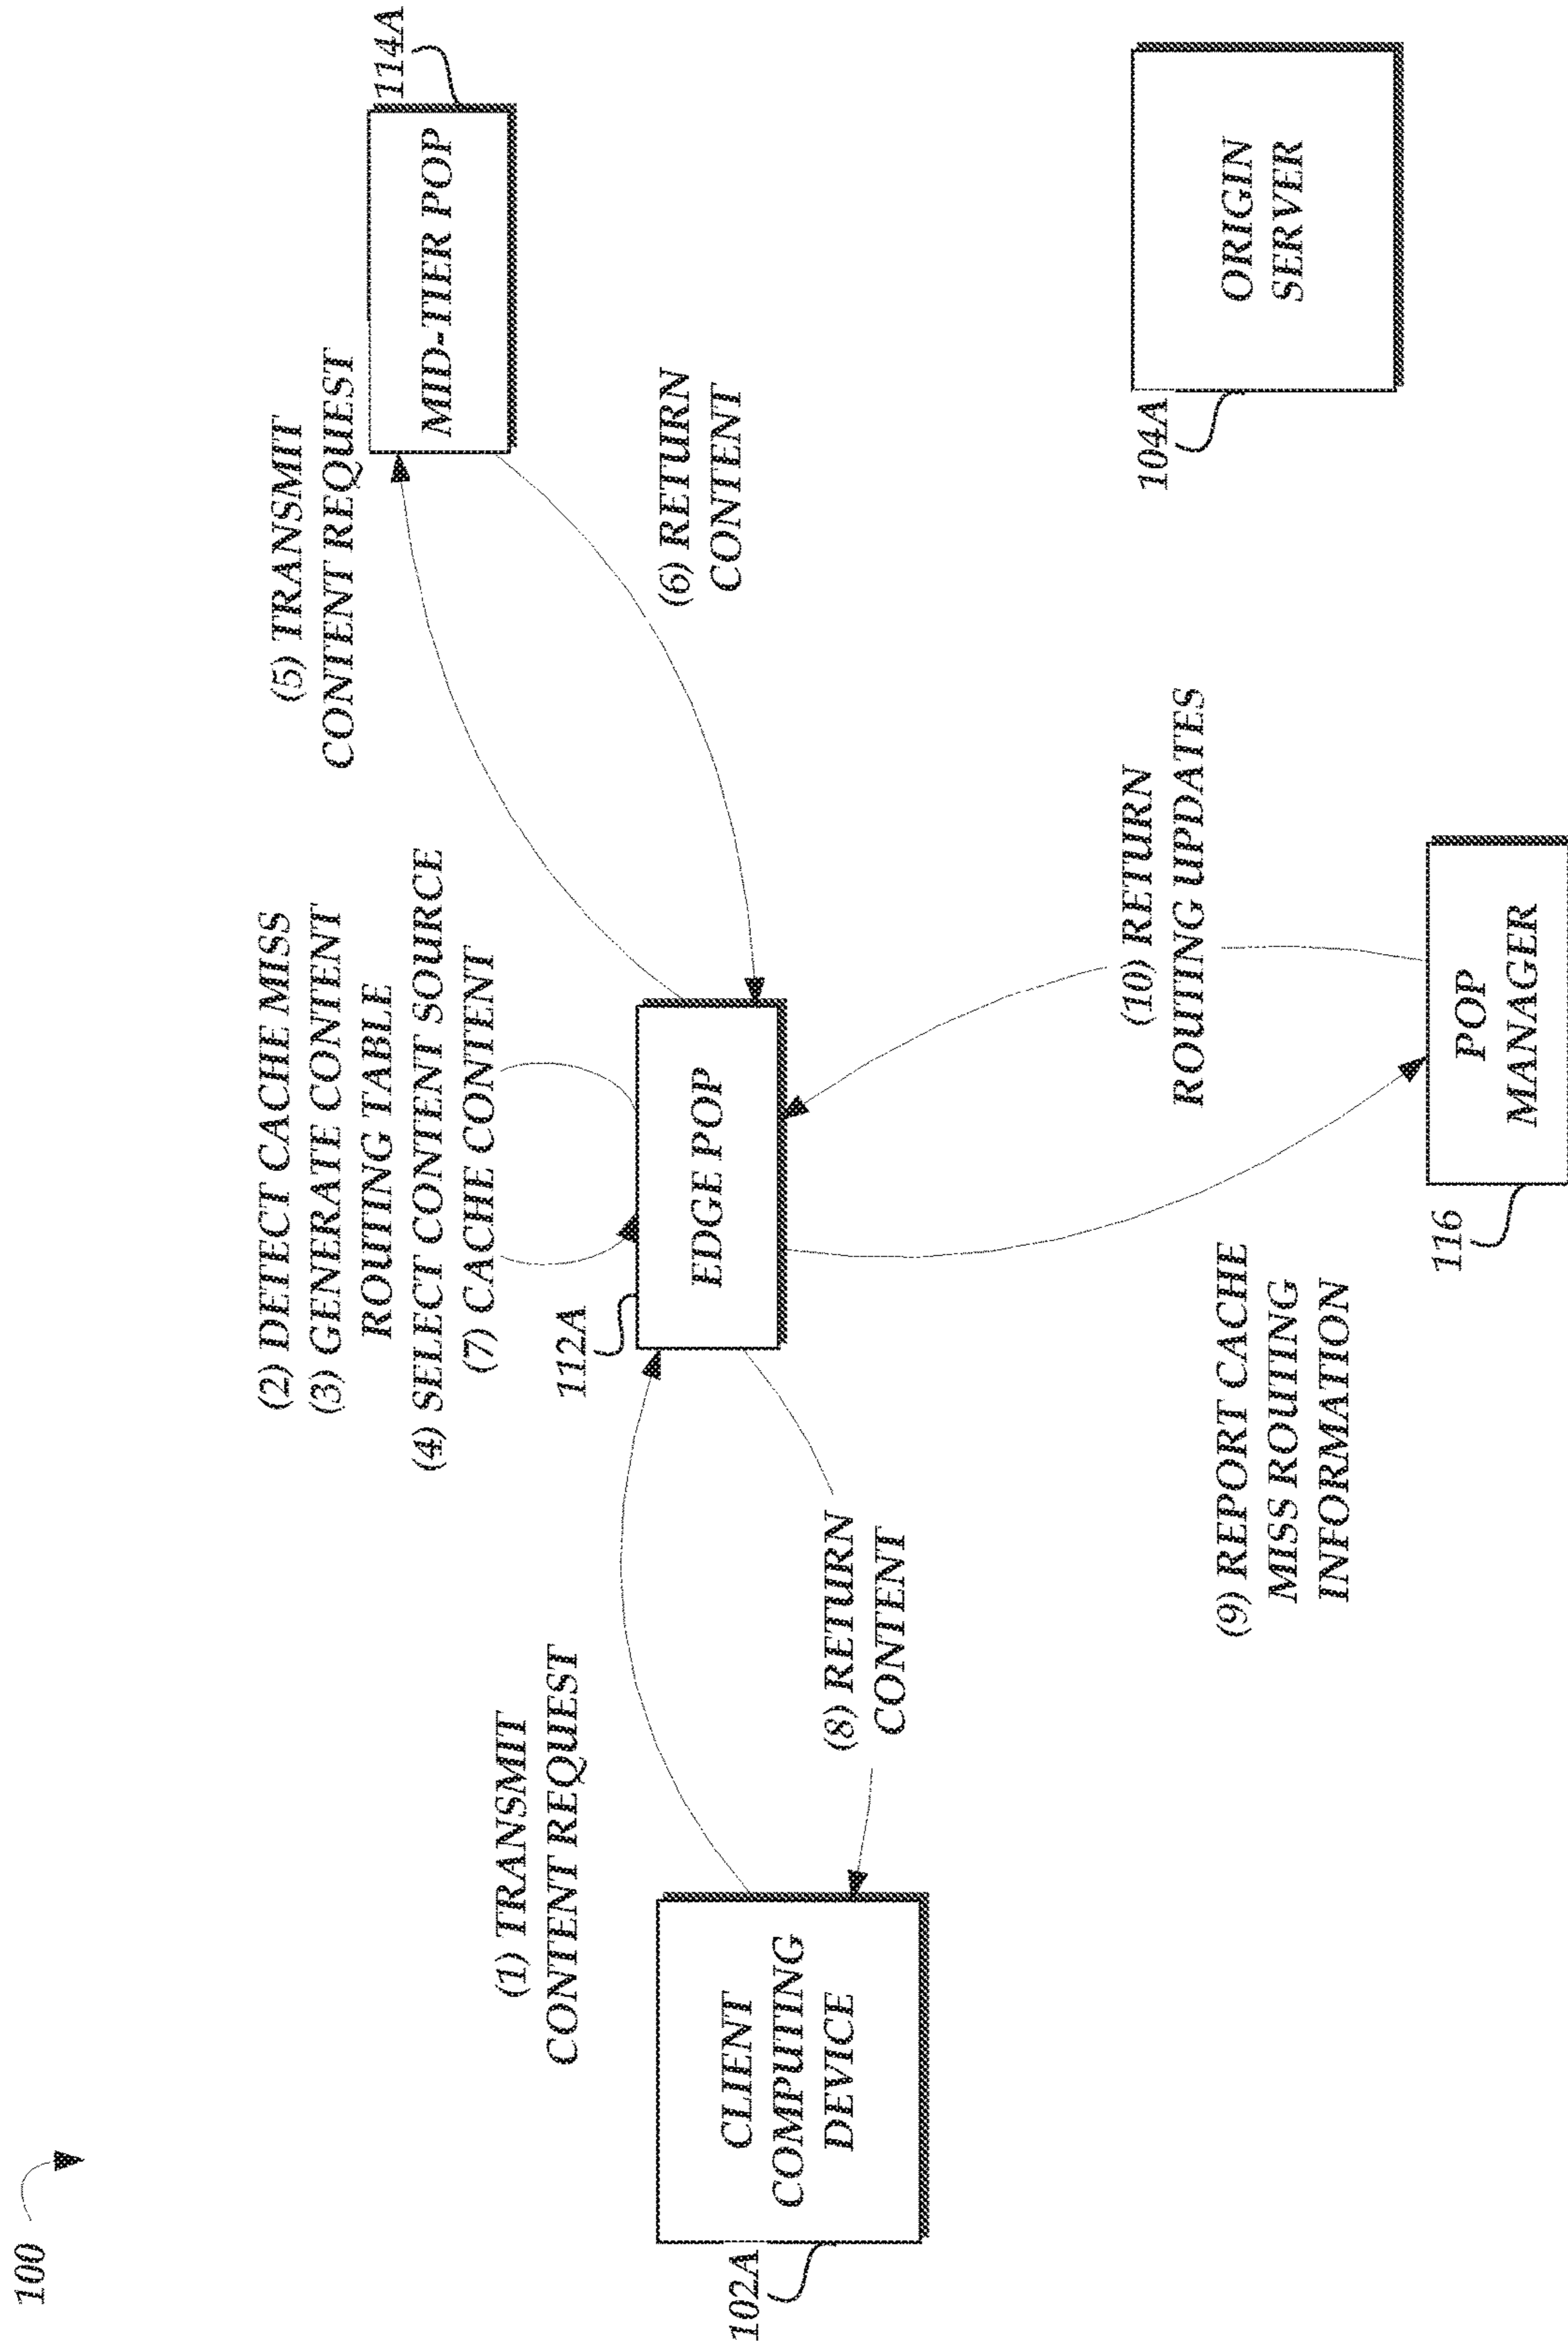 100
(2) DETECT CACHE MISS
(3) GENERATE CONTENT
ROUTING TABLE
(4) SELECT CONTENT SOURCE
(7) CACHE CONTENT
(5) TRANSMIT
CONTENT REQUEST
114A
MID-TIER POP
(1) TRANSMIT
CONTENT REQUEST
112A
EDGE POP
(6) RETURN
CONTENT
102A
CLIENT
COMPUTING
DEVICE
(8) RETURN
CONTENT
(10) RETURN
ROUTING UPDATES
104A
ORIGIN
SERVER
(9) REPORT CACHE
MISS ROUTING
INFORMATION
116
POP
MANAGER